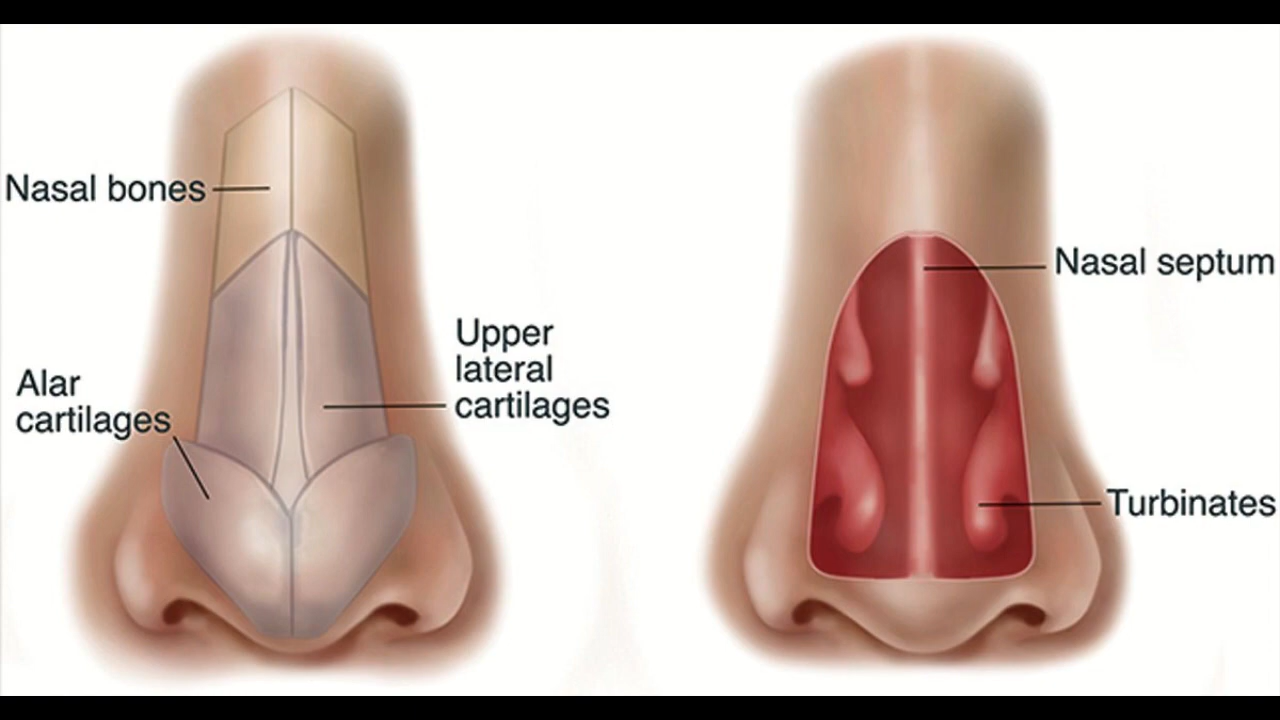 Nasal bones
Alar
cartilages
Upper
lateral
cartilages
Nasal septum
Turbinates